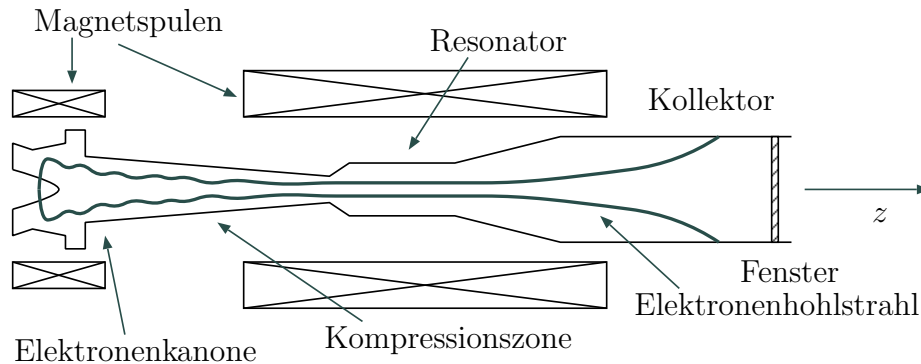 Magnetspulen
Resonator
Kollektor
z
Fenster
Elektronenhohlstrahl
Kompressionszone
Elektronenkanone